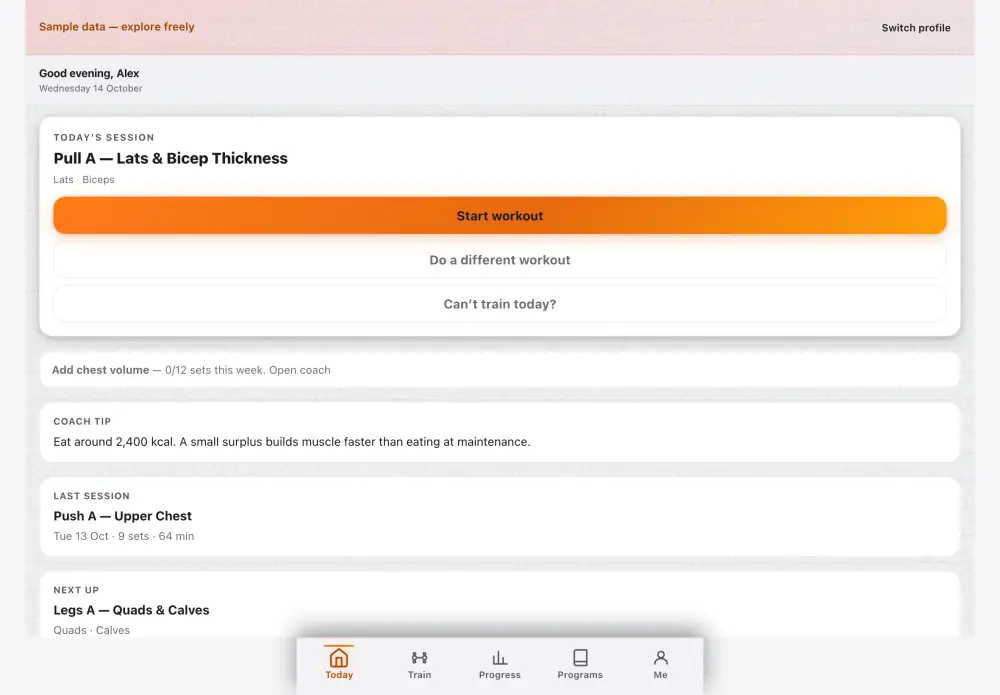 Sample data — explore freely
Switch profile
Good evening, Alex
Wednesday 14 October
TODAY’S SESSION
Pull A — Lats & Bicep Thickness
Lats · Biceps
Start workout
Do a different workout
Can’t train today?
Add chest volume — 0/12 sets this week. Open coach
COACH TIP
Eat around 2,400 kcal. A small surplus builds muscle faster than eating at maintenance.
LAST SESSION
Push A — Upper Chest
Tue 13 Oct · 9 sets · 64 min
NEXT UP
Legs A — Quads & Calves
Quads · Calves
Today
Train
Progress
Programs
Me